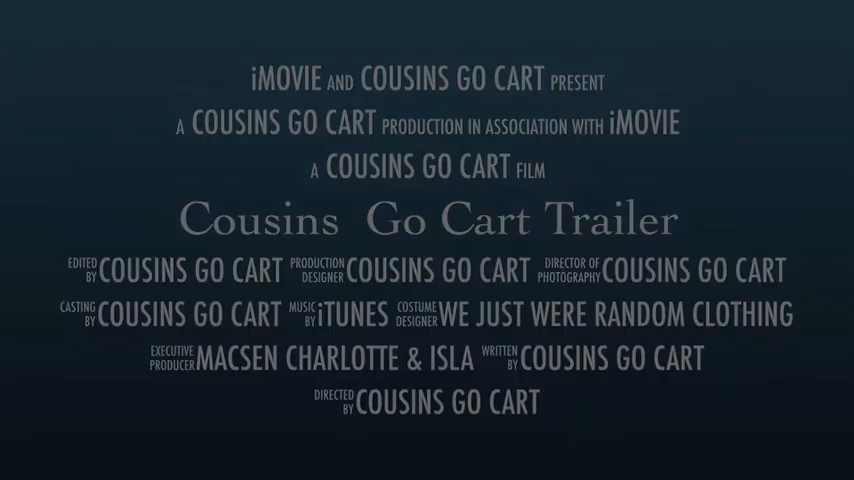 iMOVIE AND COUSINS GO CART PRESENT
A COUSINS GO CART PRODUCTION IN ASSOCIATION WITH iMOVIE
A COUSINS GO CART FILM
Cousins Go Cart Trailer
EDITED BY COUSINS GO CART PRODUCTION DESIGNER COUSINS GO CART DIRECTOR OF PHOTOGRAPHY COUSINS GO CART
CASTING BY COUSINS GO CART MUSIC BY iTUNES COSTUME DESIGNER WE JUST WERE RANDOM CLOTHING
EXECUTIVE PRODUCER MACSEN CHARLOTTE & ISLA WRITTEN BY COUSINS GO CART
DIRECTED BY COUSINS GO CART